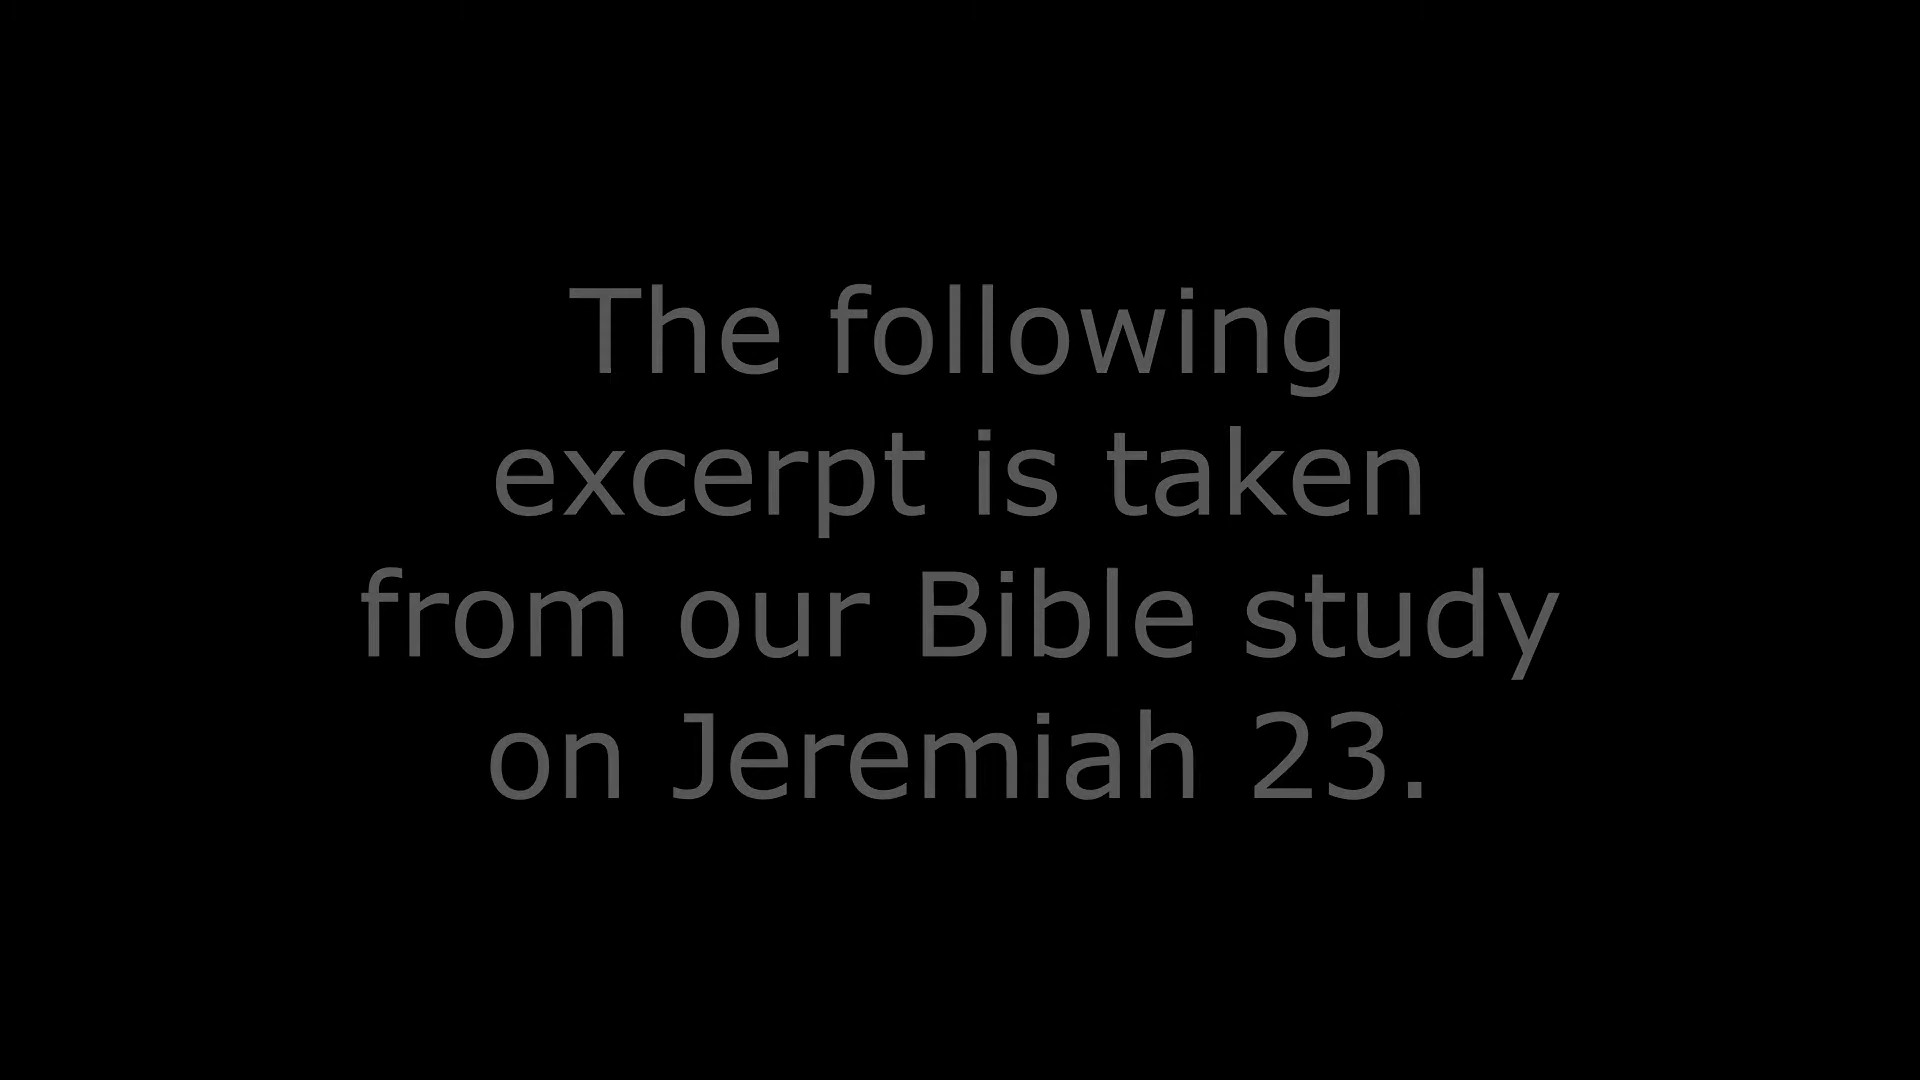 The following
excerpt is taken
from our Bible study
on Jeremiah 23.